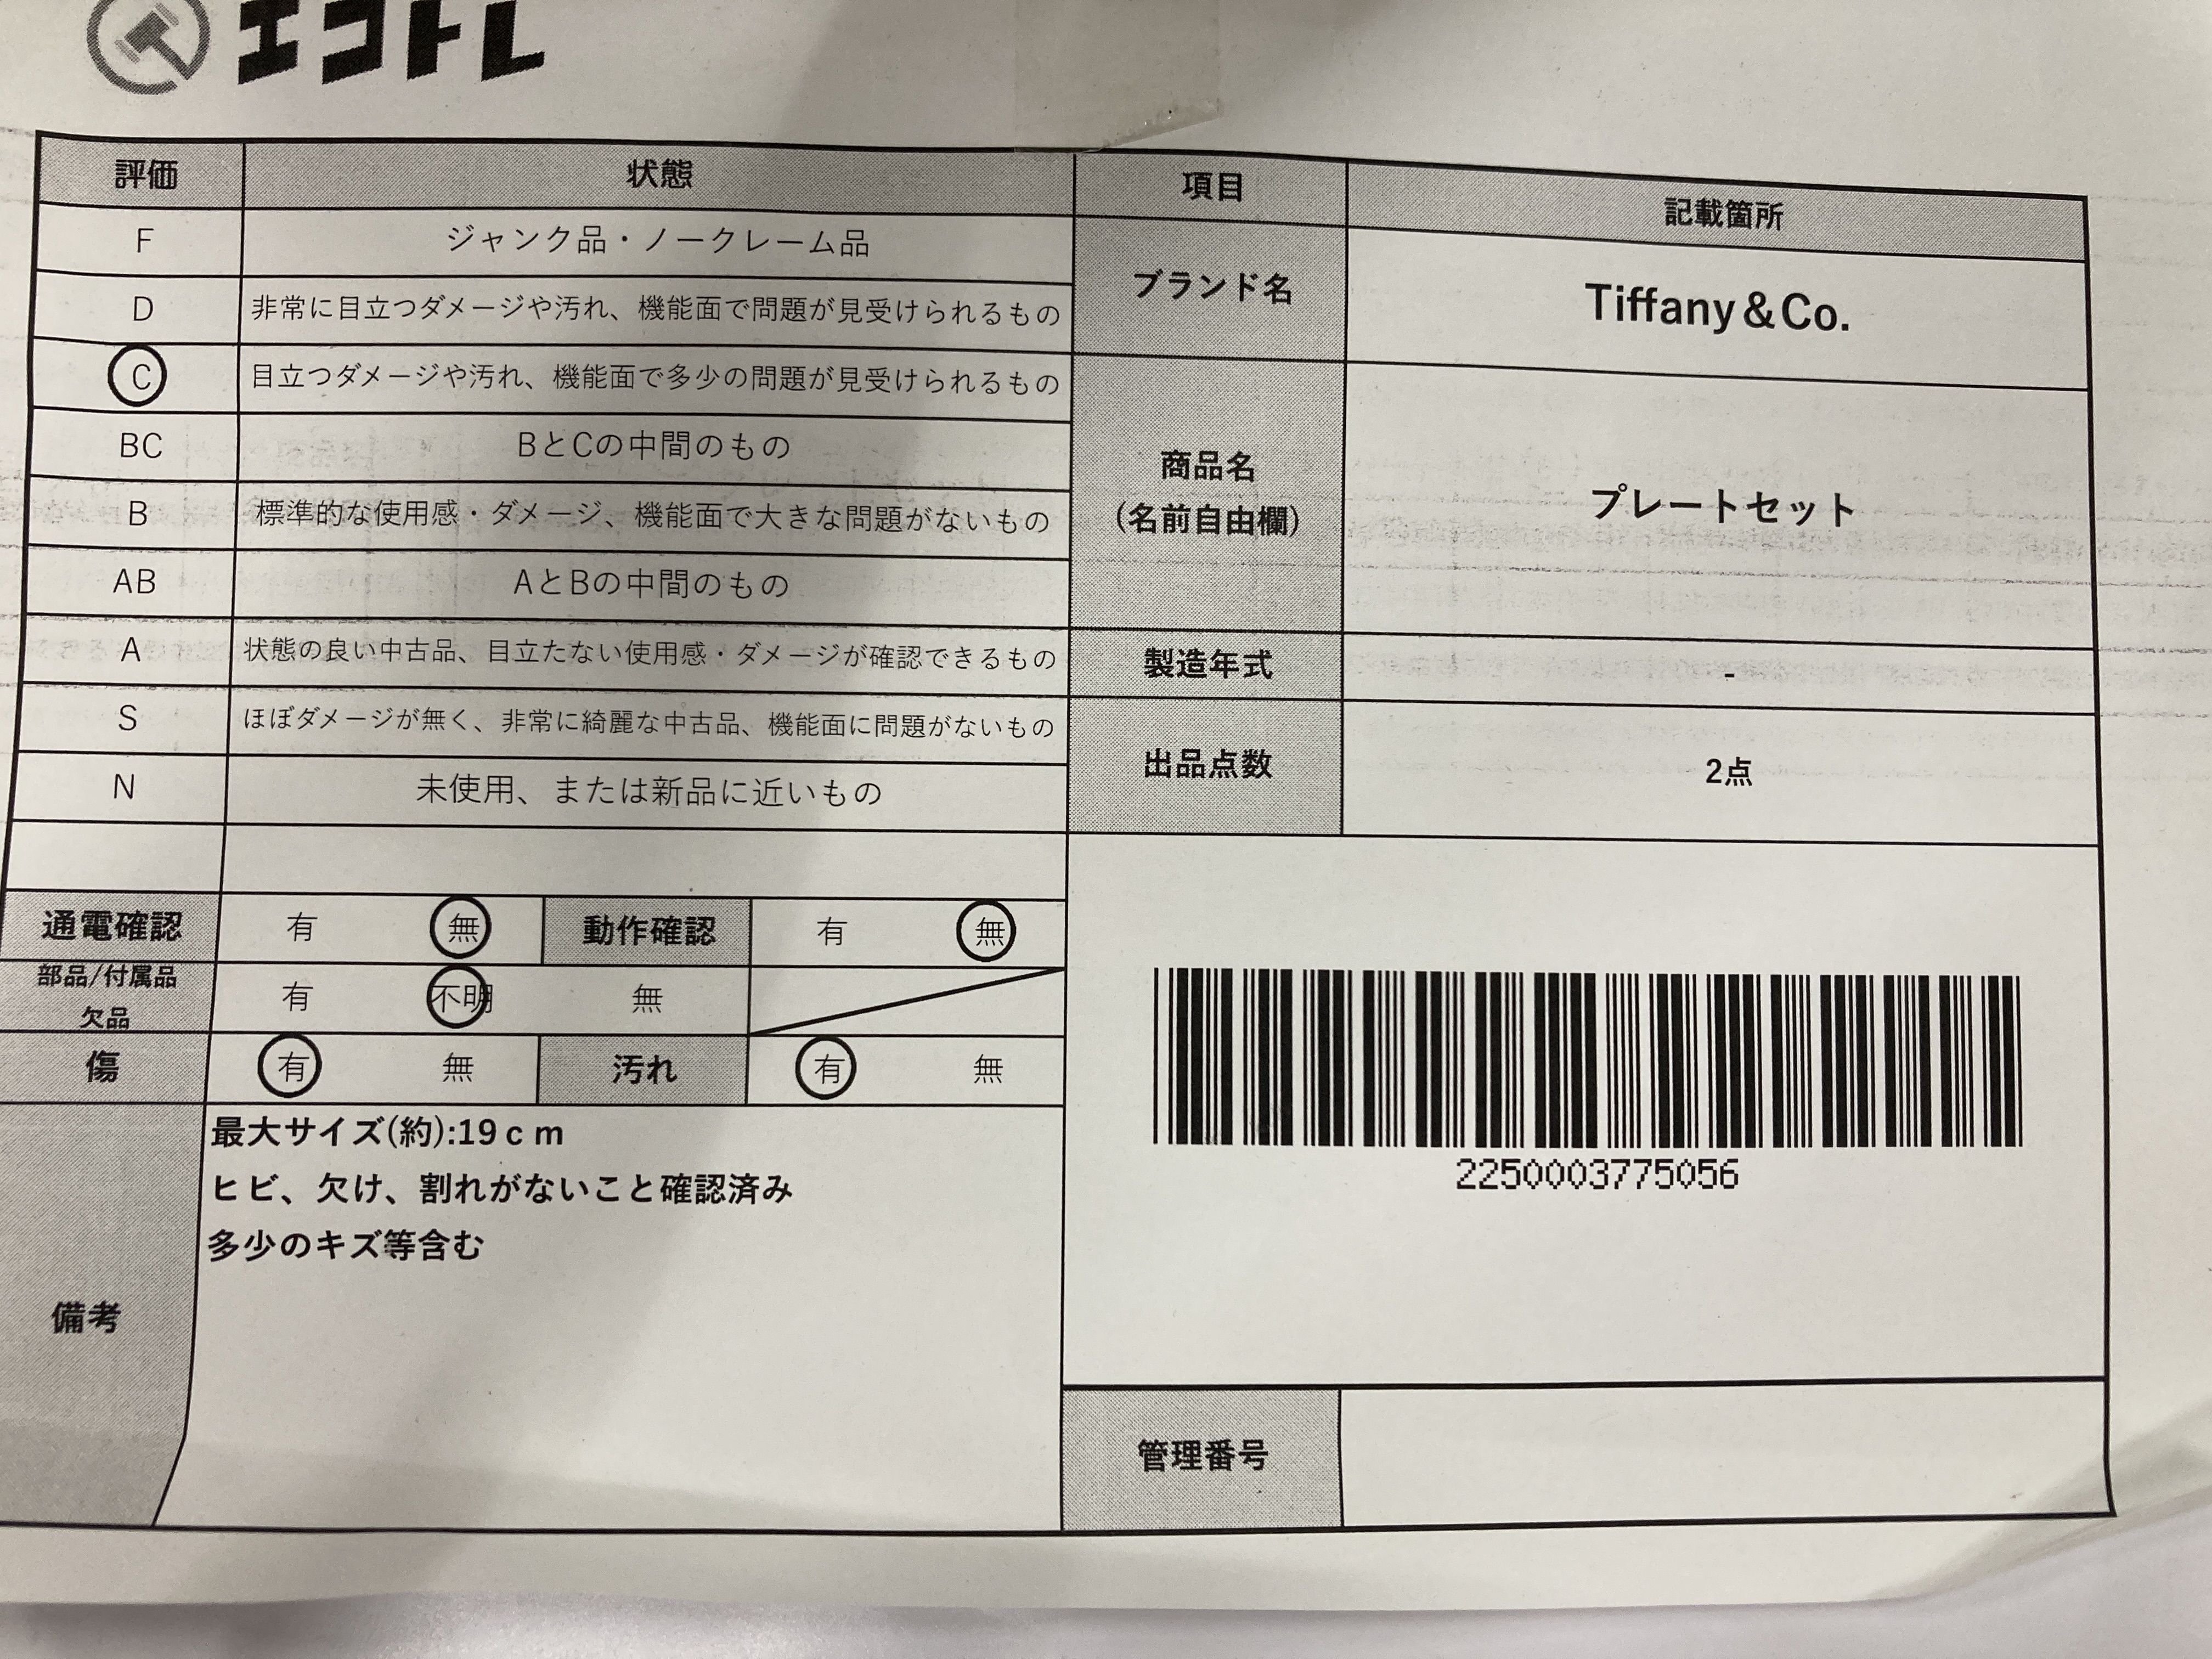 エコトレ
評価 状態
F ジャンク品・ノークレーム品
D 非常に目立つダメージや汚れ、機能面で問題が見受けられるもの
C 目立つダメージや汚れ、機能面で多少の問題が見受けられるもの
BC BとCの中間のもの
B 標準的な使用感・ダメージ、機能面で大きな問題がないもの
AB AとBの中間のもの
A 状態の良い中古品、目立たない使用感・ダメージが確認できるもの
S ほぼダメージが無く、非常に綺麗な中古品、機能面に問題がないもの
N 未使用、または新品に近いもの
通電確認 有 無 動作確認 有 無
部品/付属品
欠品 有 不明 無
傷 有 無 汚れ 有 無
備考
最大サイズ(約):19ｃｍ
ヒビ、欠け、割れがないこと確認済み
多少のキズ等含む
項目 記載箇所
ブランド名 Tiffany&Co.
商品名
(名前自由欄) プレートセット
製造年式 -
出品点数 2点
2250003775056
管理番号